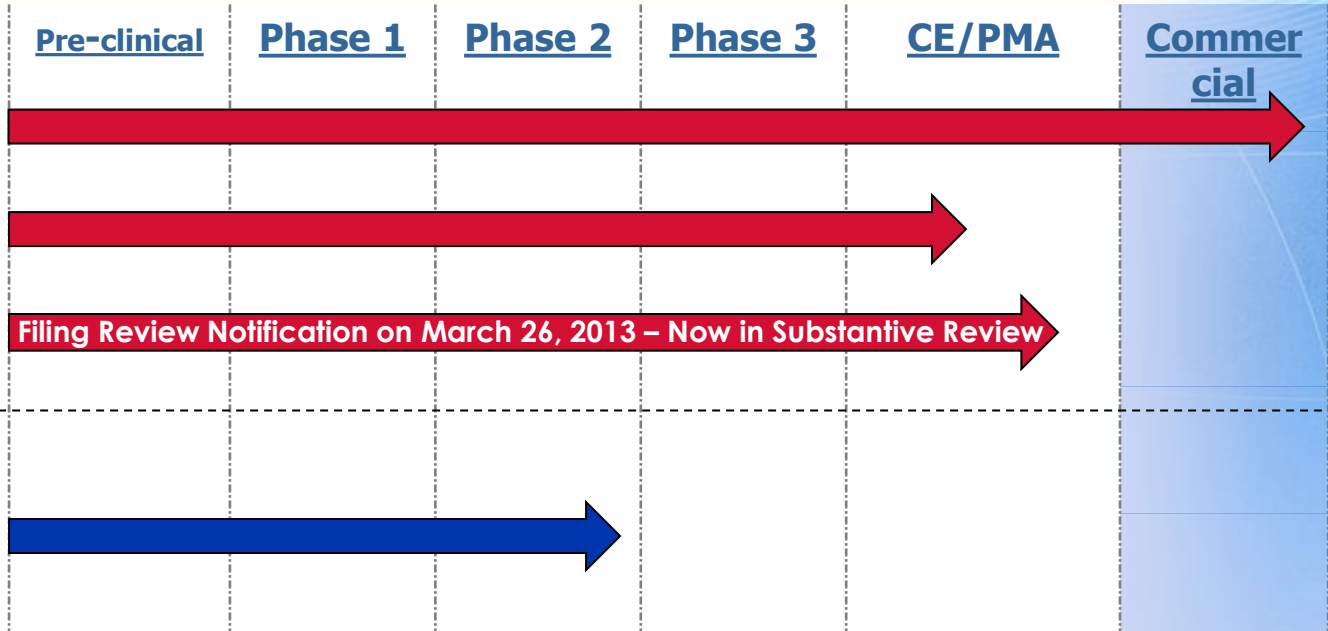 Pre-clinical
Phase 1
Phase 2
Phase 3
CE/PMA
Commer
cial
Filing Review Notification on March 26, 2013 – Now in Substantive Review